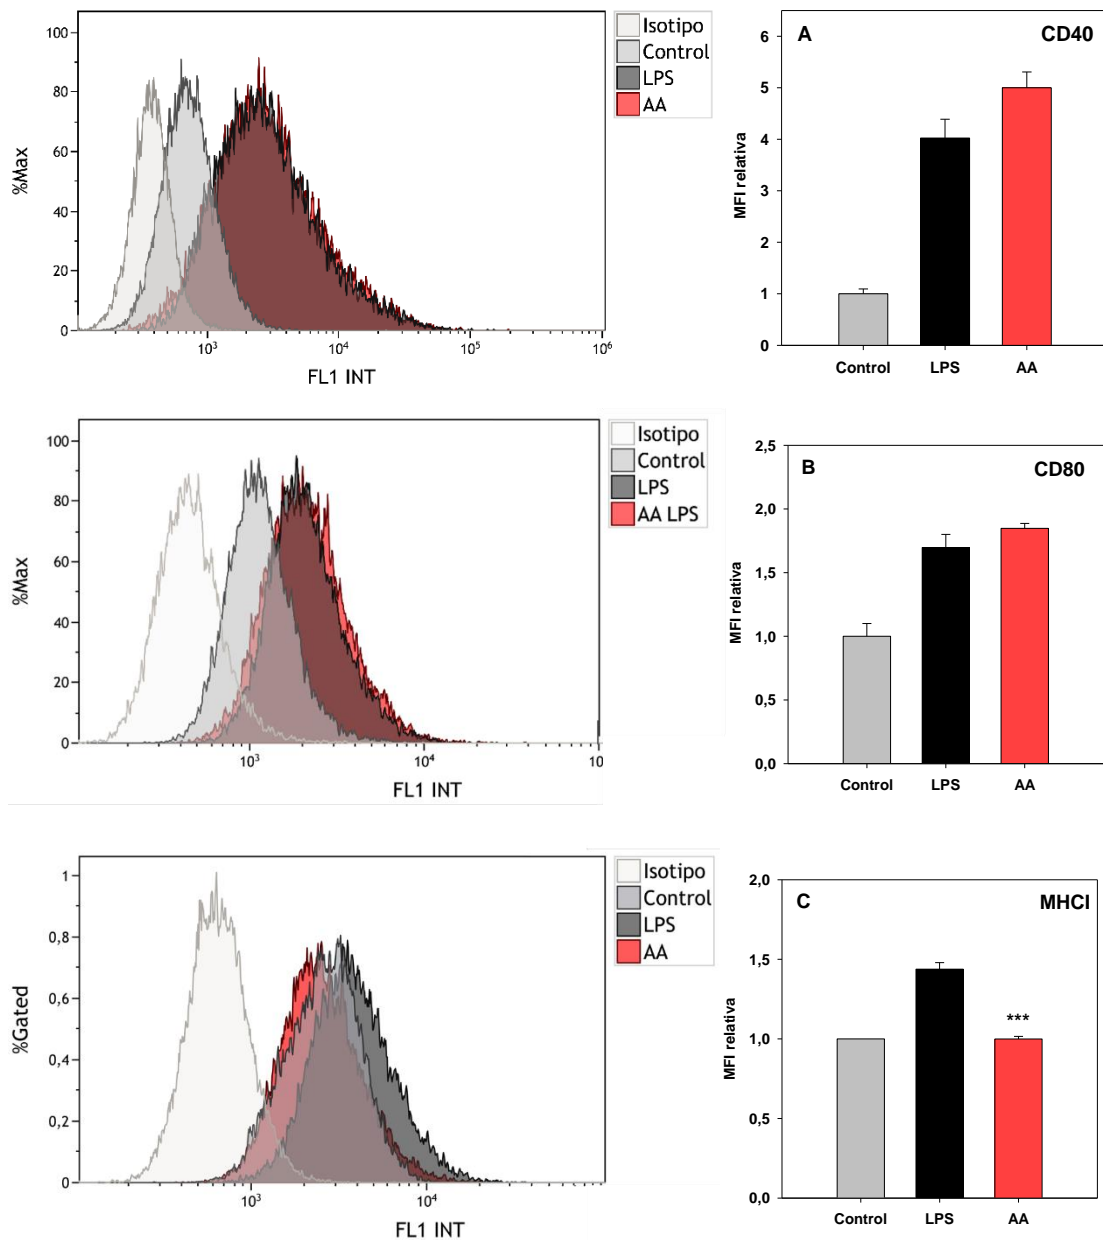 Isotipo
Control
LPS
AA
100
80
60
40
20
0
%Max
10³
10⁴
10⁵
10⁶
FL1 INT
A
CD40
6
5
4
3
2
1
0
MFI relativa
Control
LPS
AA
Isotipo
Control
LPS
AA LPS
100
80
60
40
20
0
%Max
10³
10⁴
FL1 INT
B
CD80
2,5
2,0
1,5
1,0
0,5
0,0
MFI relativa
Control
LPS
AA
Isotipo
Control
LPS
AA
1
0,8
0,6
0,4
0,2
0
%Gated
10³
10⁴
FL1 INT
C
MHCI
2,0
1,5
1,0
0,5
0,0
MFI relativa
***
Control
LPS
AA